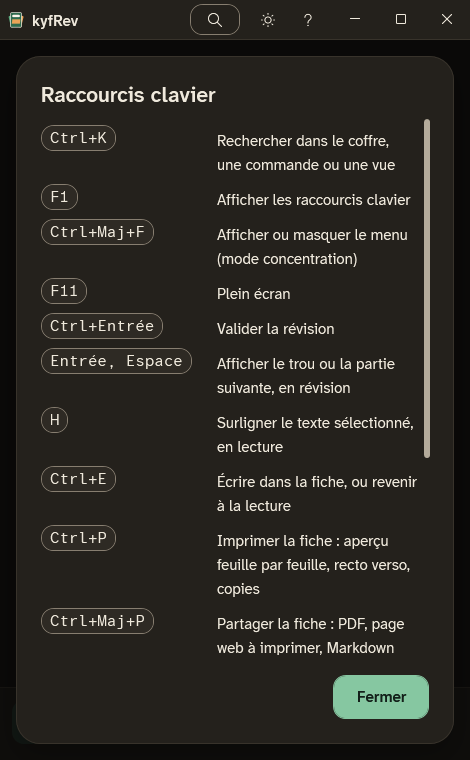 kyfRev
Raccourcis clavier
Ctrl+K
Rechercher dans le coffre,
une commande ou une vue
F1
Afficher les raccourcis clavier
Ctrl+Maj+F
Afficher ou masquer le menu
(mode concentration)
F11
Plein écran
Ctrl+Entrée
Valider la révision
Entrée, Espace
Afficher le trou ou la partie
suivante, en révision
H
Surligner le texte sélectionné,
en lecture
Ctrl+E
Écrire dans la fiche, ou revenir
à la lecture
Ctrl+P
Imprimer la fiche : aperçu
feuille par feuille, recto verso,
copies
Ctrl+Maj+P
Partager la fiche : PDF, page
web à imprimer, Markdown
Fermer